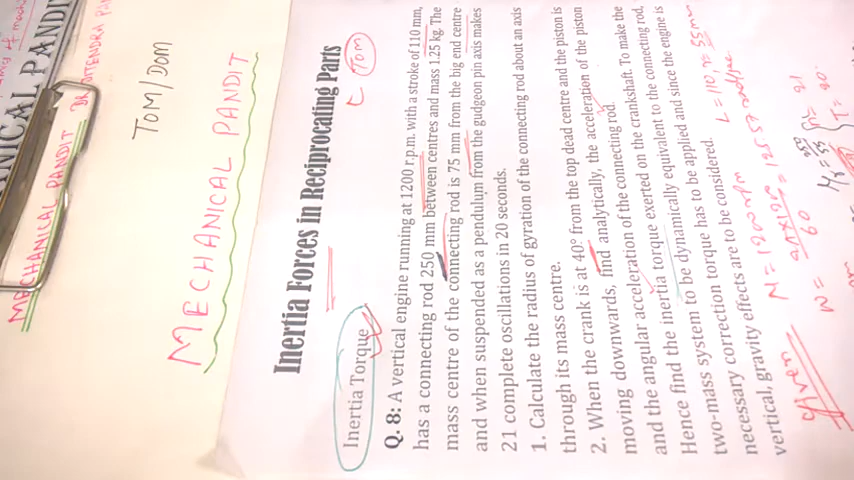 MECHANICAL PANDIT
TOM/DOM
MECHANICAL PANDIT
Inertia Forces in Reciprocating Parts
Inertia Torque
TOM
Q. 8: A vertical engine running at 1200 r.p.m. with a stroke of 110 mm,
has a connecting rod 250 mm between centres and mass 1.25 kg. The
mass centre of the connecting rod is 75 mm from the big end centre
and when suspended as a pendulum from the gudgeon pin axis makes
21 complete oscillations in 20 seconds.
1. Calculate the radius of gyration of the connecting rod about an axis
through its mass centre.
2. When the crank is at 40° from the top dead centre and the piston is
moving downwards, find analytically, the acceleration of the piston
and the angular acceleration of the connecting rod. To make the
Hence find the inertia torque exerted on the crankshaft. To make the
two-mass system to be dynamically equivalent to the connecting rod,
necessary correction torque has to be applied and since the engine is
vertical, gravity effects are to be considered.
Given
N = 1200 rpm
L = 110, r = 55mm